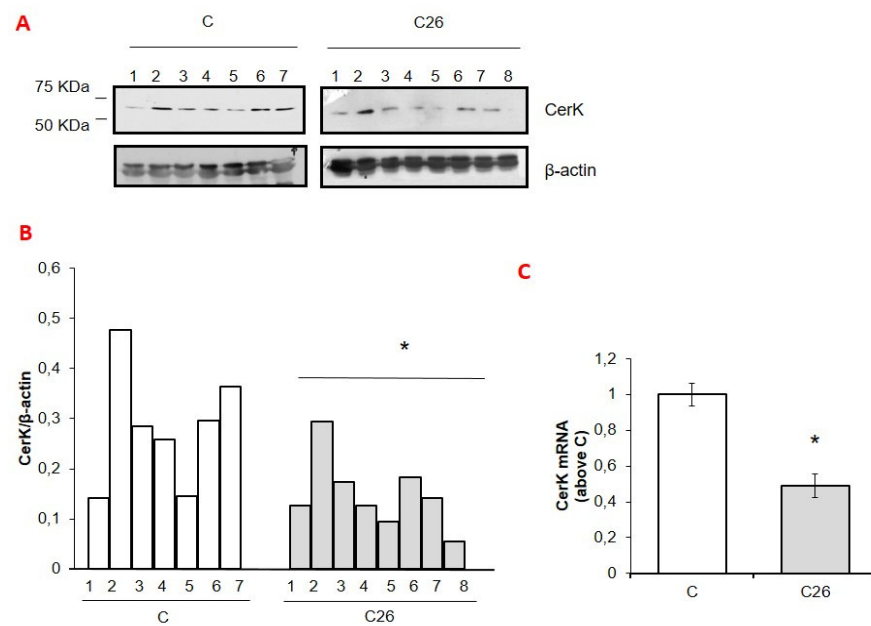 A
C
C26
1 2 3 4 5 6 7
1 2 3 4 5 6 7 8
75 KDa
50 KDa
CerK
β-actin
B
CerK/β-actin
0,6
0,5
0,4
0,3
0,2
0,1
0
*
1 2 3 4 5 6 7
1 2 3 4 5 6 7 8
C
C26
C
CerK mRNA
(above C)
1,2
1
0,8
0,6
0,4
0,2
0
*
C
C26